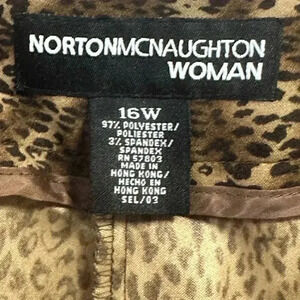 NORTONMCNAUGHTON
WOMAN
16W
97% POLYESTER/
POLIESTER
3% SPANDEX/
SPANDEX
RN 57803
MADE IN
HONG KONG/
HECHO EN
HONG KONG
SEL/03